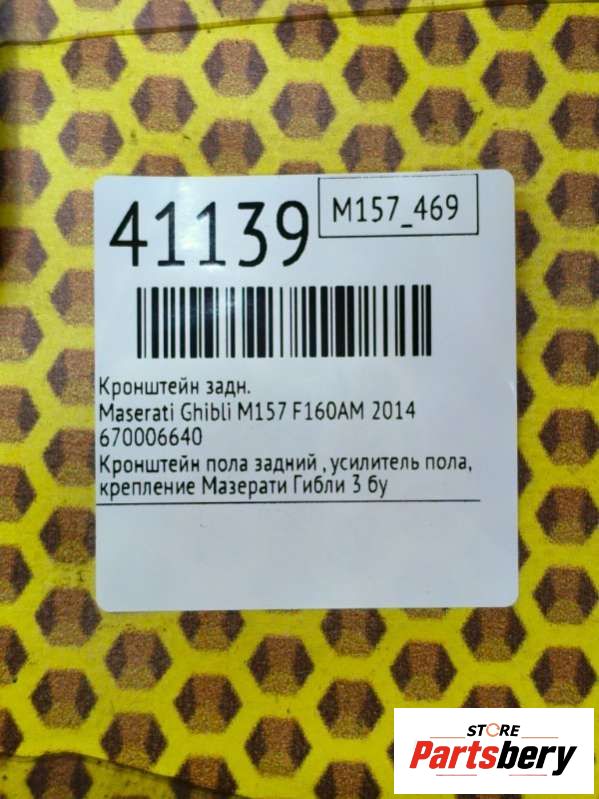 41139
M157_469
Кронштейн задн.
Maserati Ghibli M157 F160AM 2014
670006640
Кронштейн пола задний , усилитель пола,
крепление Мазерати Гибли 3 бу
STORE
Partsbery